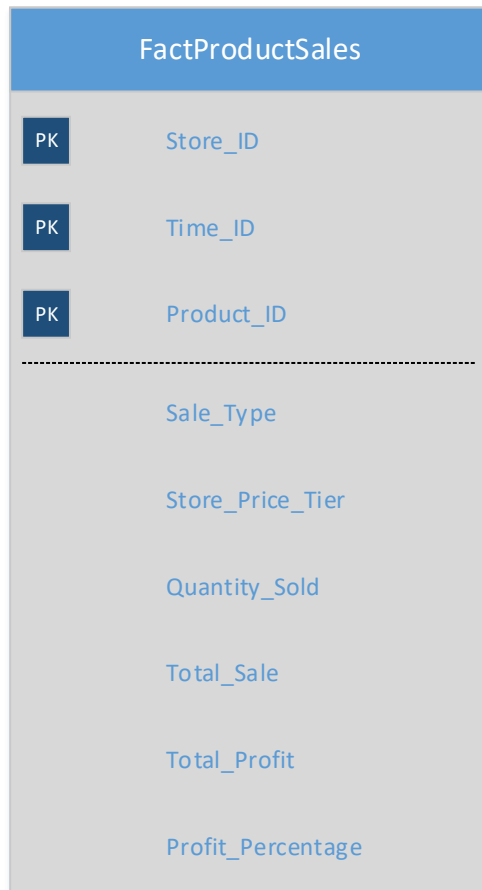 FactProductSales
PK Store_ID
PK Time_ID
PK Product_ID
Sale_Type
Store_Price_Tier
Quantity_Sold
Total_Sale
Total_Profit
Profit_Percentage